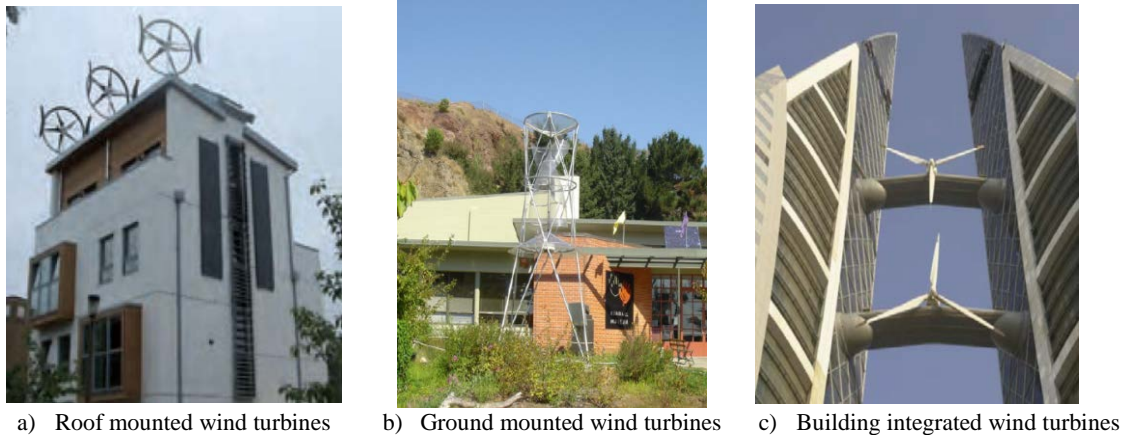 a) Roof mounted wind turbines
b) Ground mounted wind turbines
c) Building integrated wind turbines